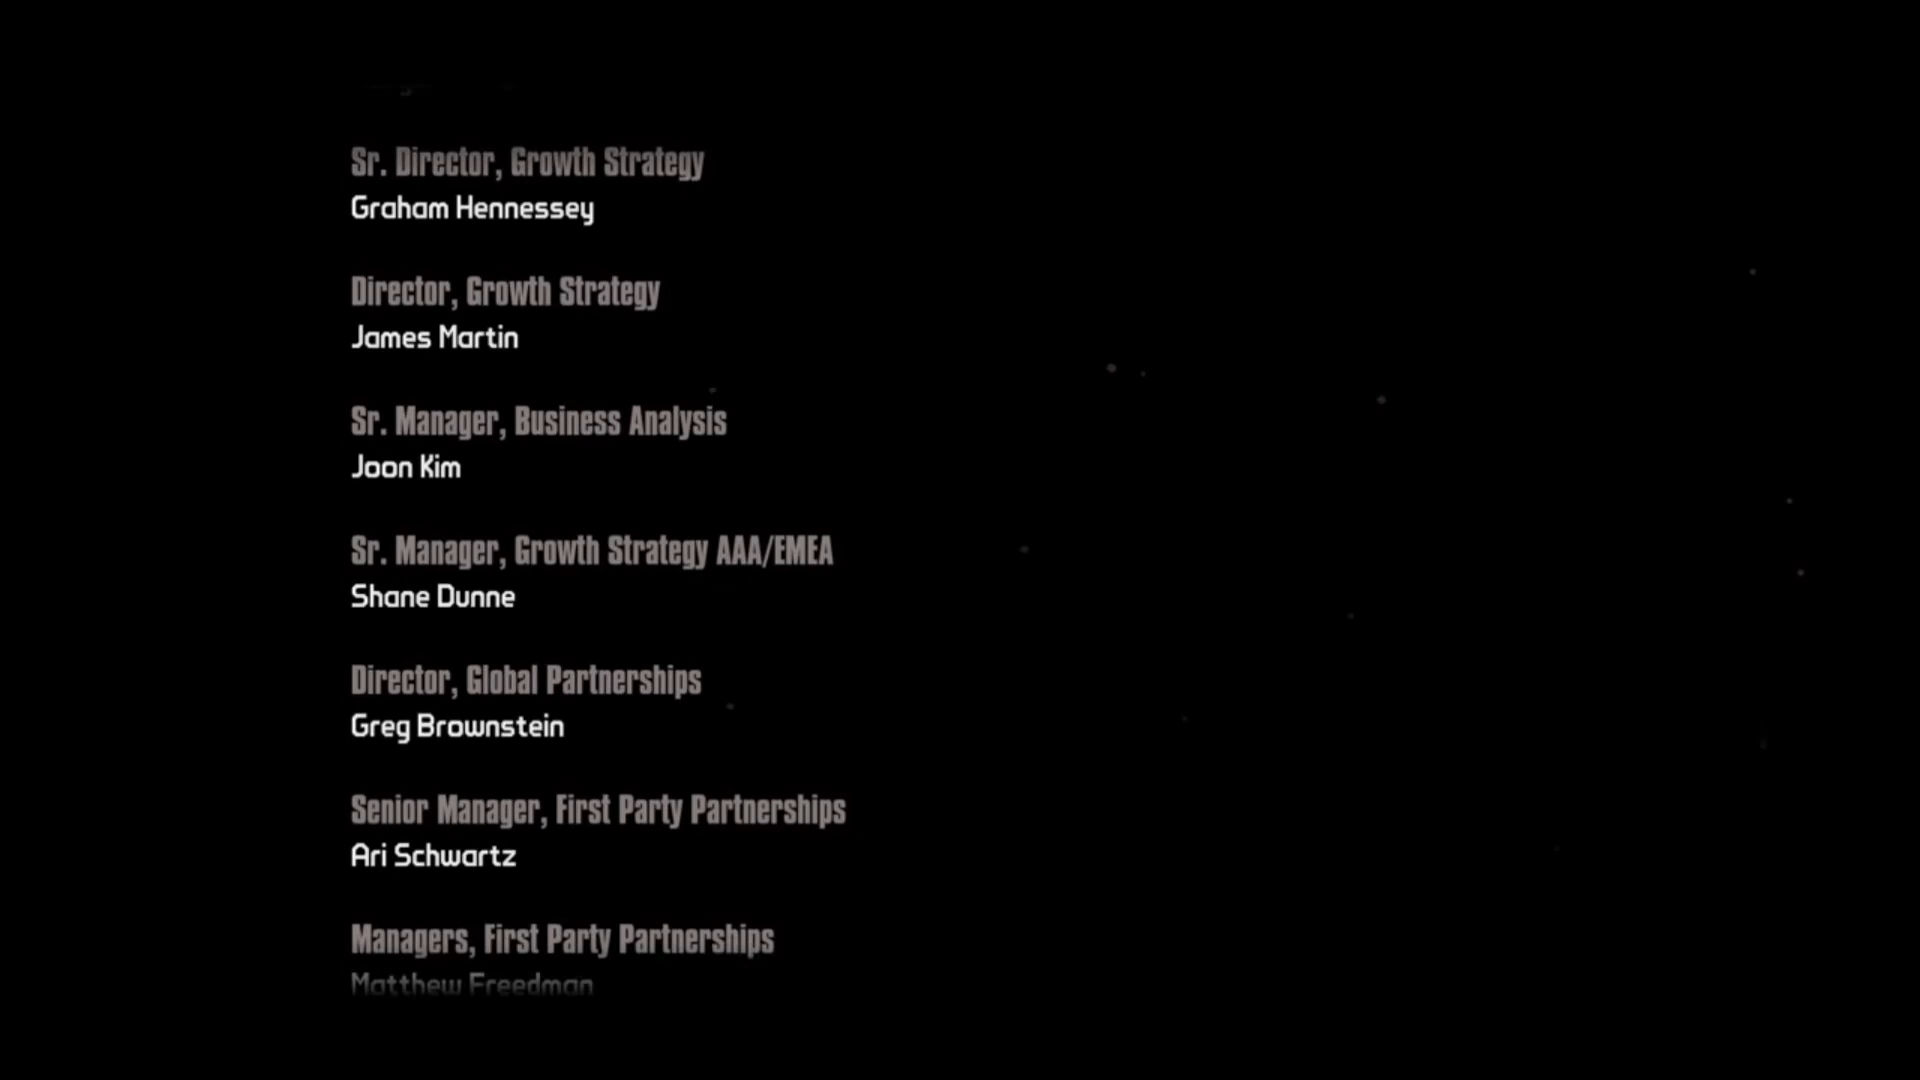 Sr. Director, Growth Strategy
Graham Hennessey
Director, Growth Strategy
James Martin
Sr. Manager, Business Analysis
Joon Kim
Sr. Manager, Growth Strategy AAA/EMEA
Shane Dunne
Director, Global Partnerships
Greg Brownstein
Senior Manager, First Party Partnerships
Ari Schwartz
Managers, First Party Partnerships
Matthew Freedman